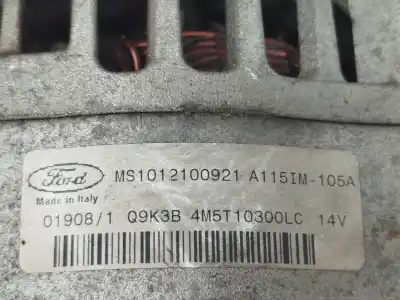 Ford MS1012100921 A115IM-105A
Made in Italy
01908/1 Q9K3B 4M5T10300LC 14V